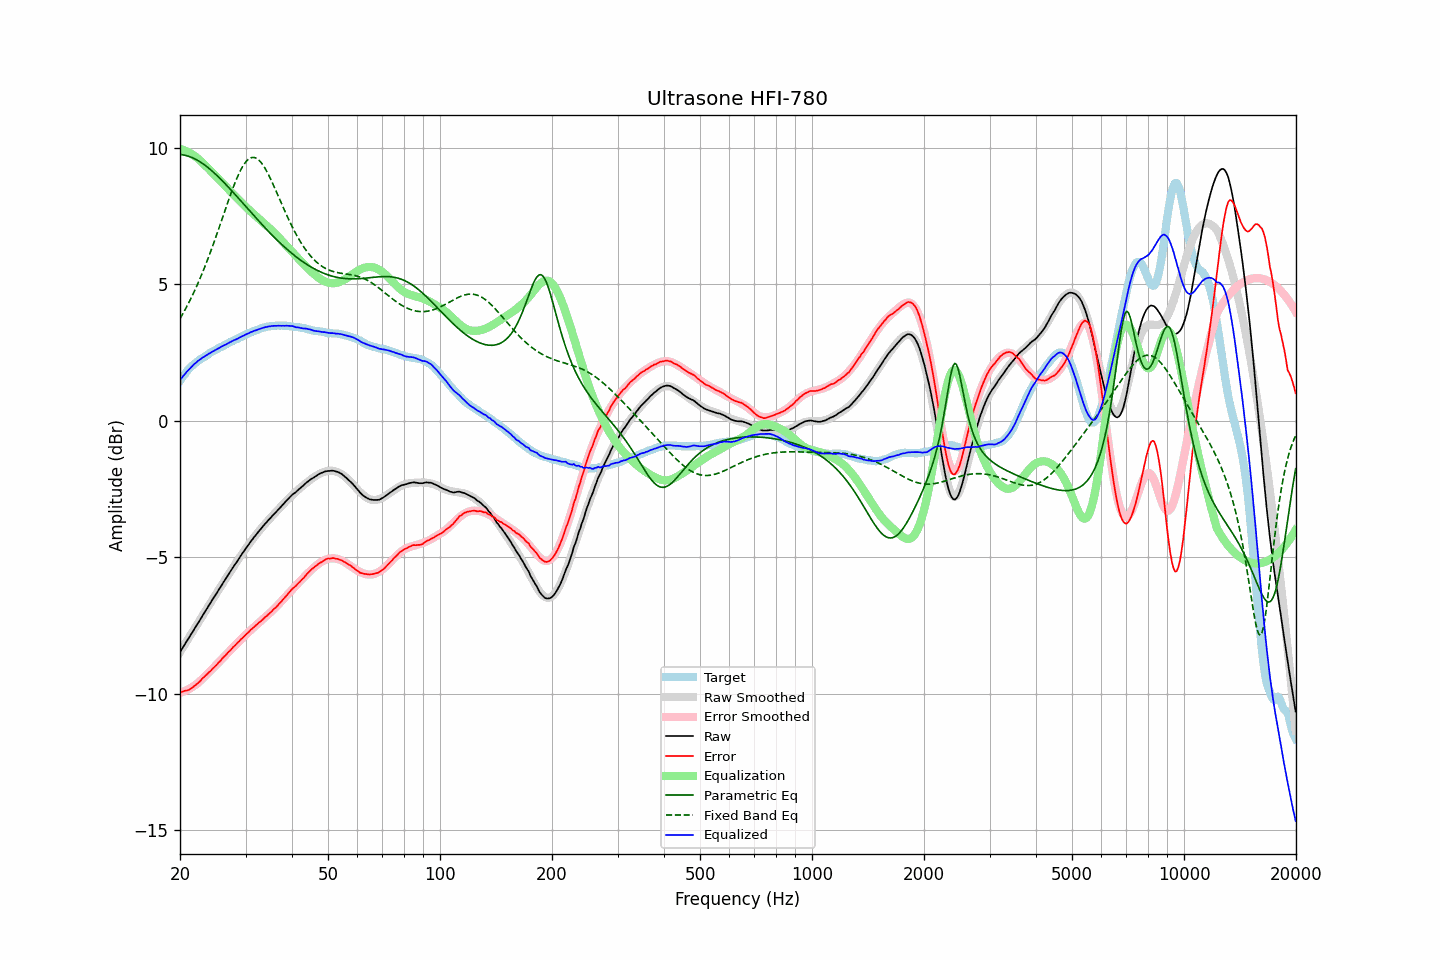 Ultrasone HFI-780
Amplitude (dBr)
10
5
0
−5
−10
−15
Target
Raw Smoothed
Error Smoothed
Raw
Error
Equalization
Parametric Eq
Fixed Band Eq
Equalized
20 50 100 200 500 1000 2000 5000 10000 20000
Frequency (Hz)